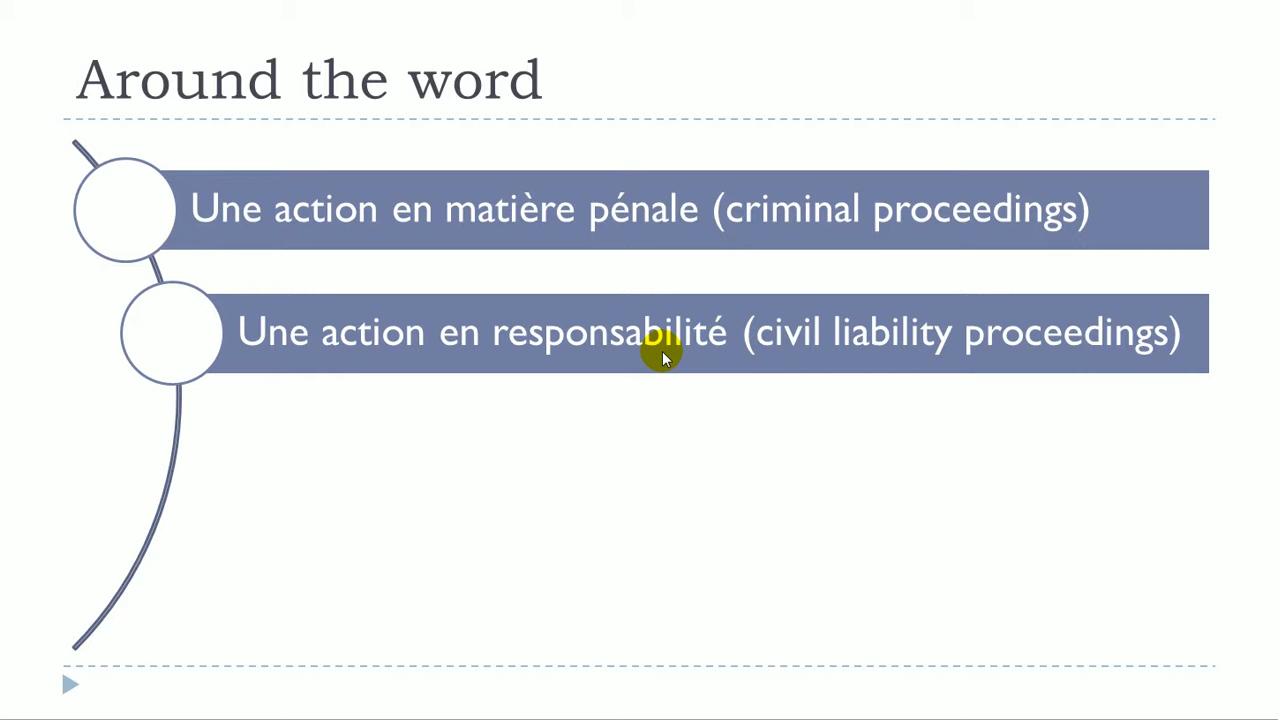 Around the word
Une action en matière pénale (criminal proceedings)
Une action en responsabilité (civil liability proceedings)